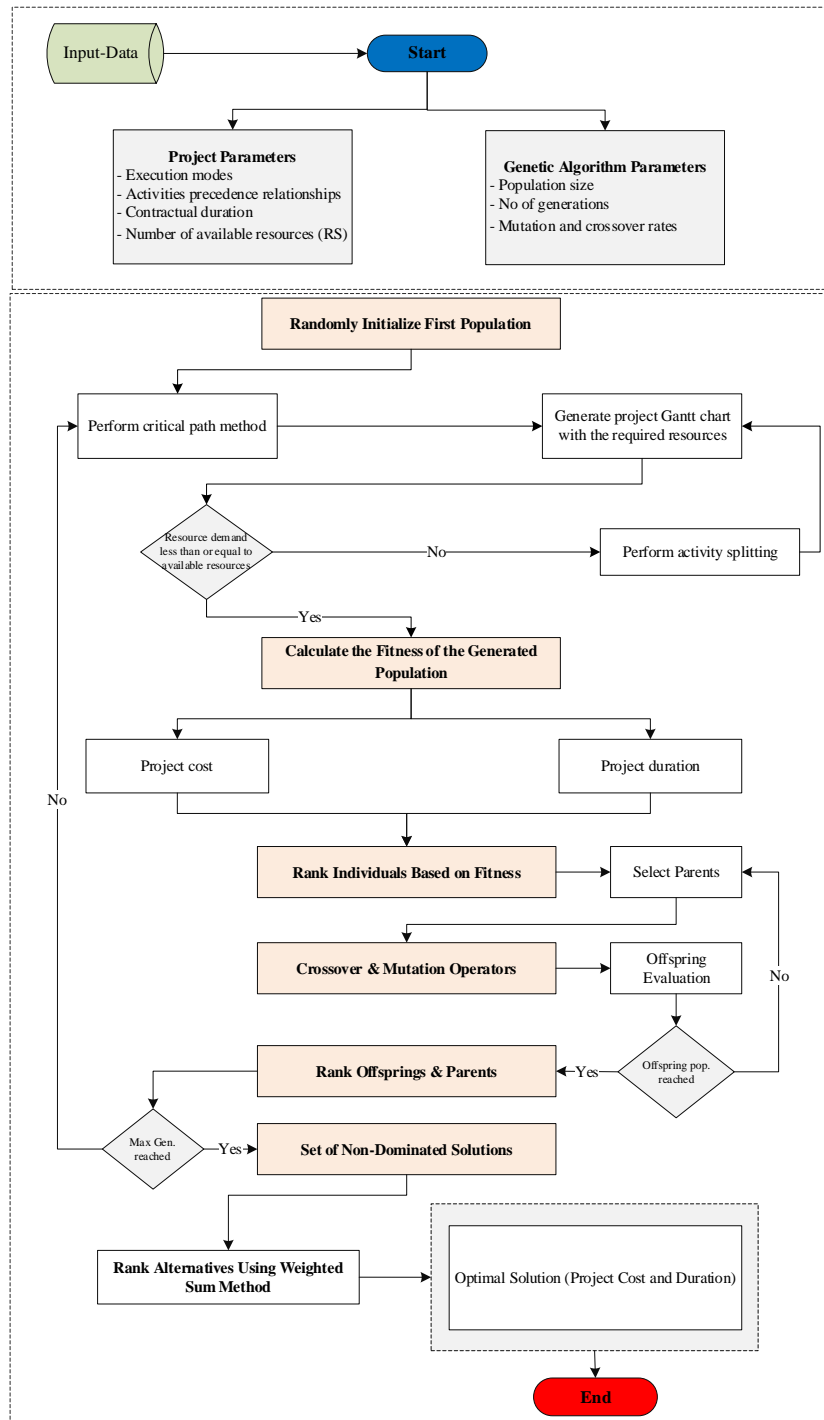 Input-Data
Start
Project Parameters
- Execution modes
- Activities precedence relationships
- Contractual duration
- Number of available resources (RS)
Genetic Algorithm Parameters
- Population size
- No of generations
- Mutation and crossover rates
Randomly Initialize First Population
Perform critical path method
Generate project Gantt chart
with the required resources
Resource demand
less than or equal to
available resources
No
Perform activity splitting
Yes
Calculate the Fitness of the Generated
Population
Project cost
Project duration
No
Rank Individuals Based on Fitness
Select Parents
Crossover & Mutation Operators
Offspring
Evaluation
No
Rank Offsprings & Parents
Yes
Offspring pop.
reached
Max Gen.
reached
Yes
Set of Non-Dominated Solutions
Rank Alternatives Using Weighted
Sum Method
Optimal Solution (Project Cost and Duration)
End